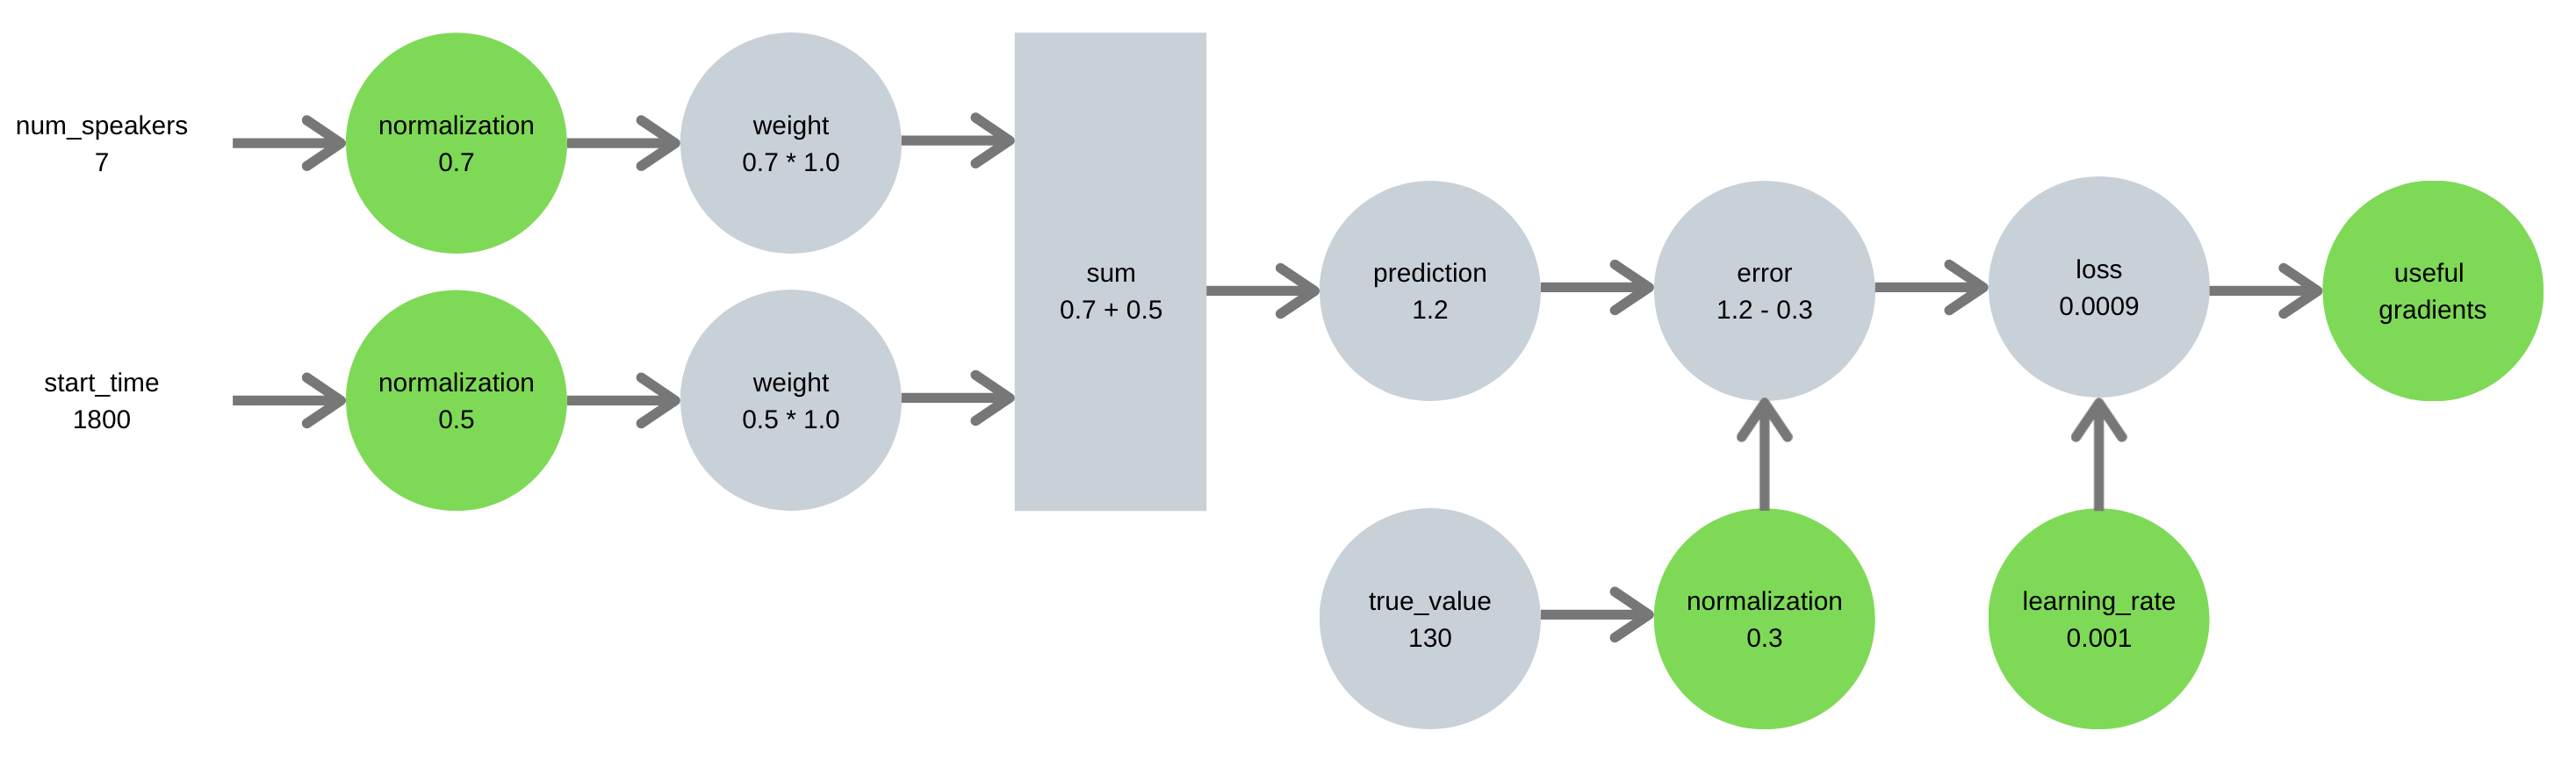 num_speakers
7
normalization
0.7
weight
0.7 * 1.0
start_time
1800
normalization
0.5
weight
0.5 * 1.0
sum
0.7 + 0.5
prediction
1.2
error
1.2 - 0.3
loss
0.0009
useful
gradients
true_value
130
normalization
0.3
learning_rate
0.001